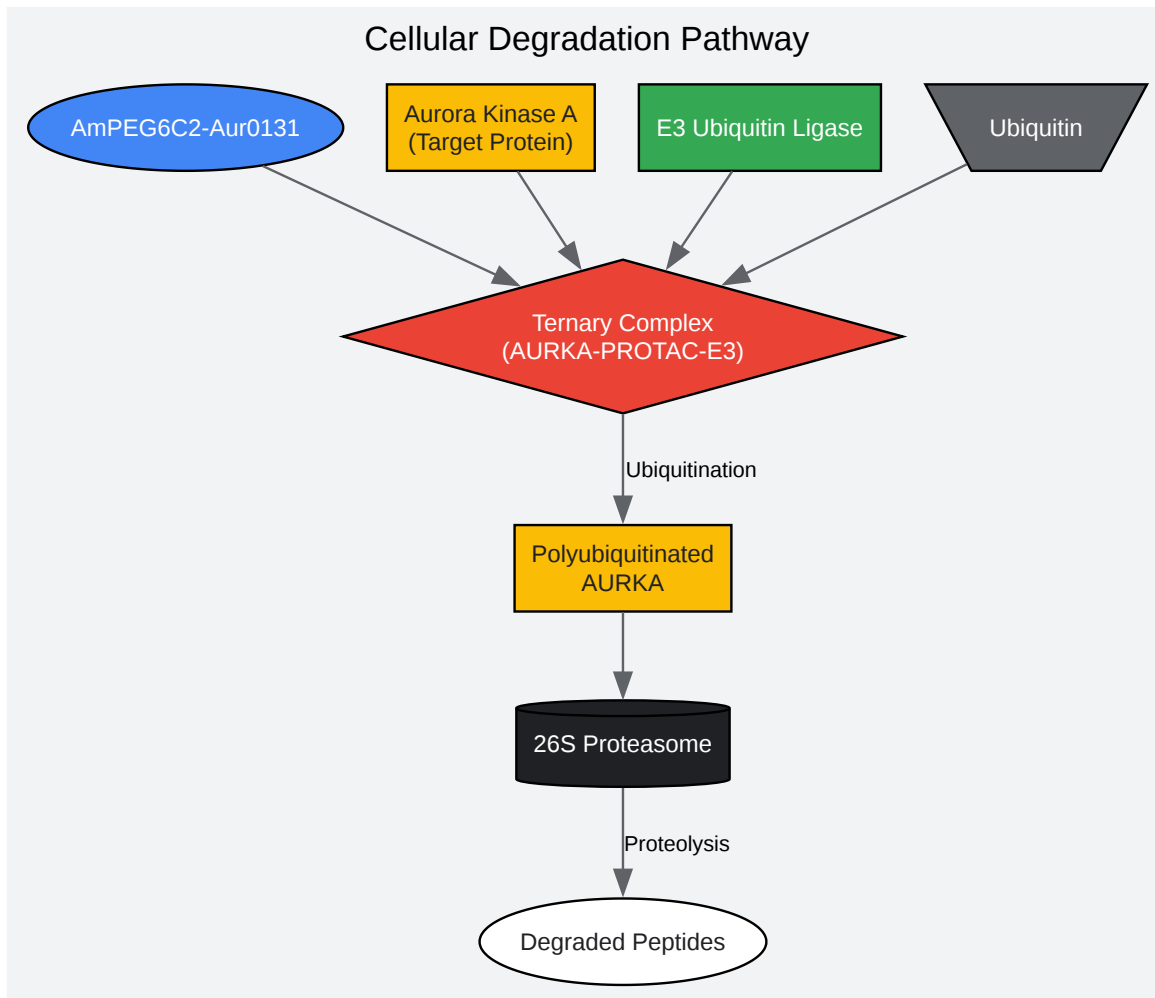 Cellular Degradation Pathway
AmPEG6C2-Aur0131
Aurora Kinase A
(Target Protein)
E3 Ubiquitin Ligase
Ubiquitin
Ternary Complex
(AURKA-PROTAC-E3)
Ubiquitination
Polyubiquitinated
AURKA
26S Proteasome
Proteolysis
Degraded Peptides